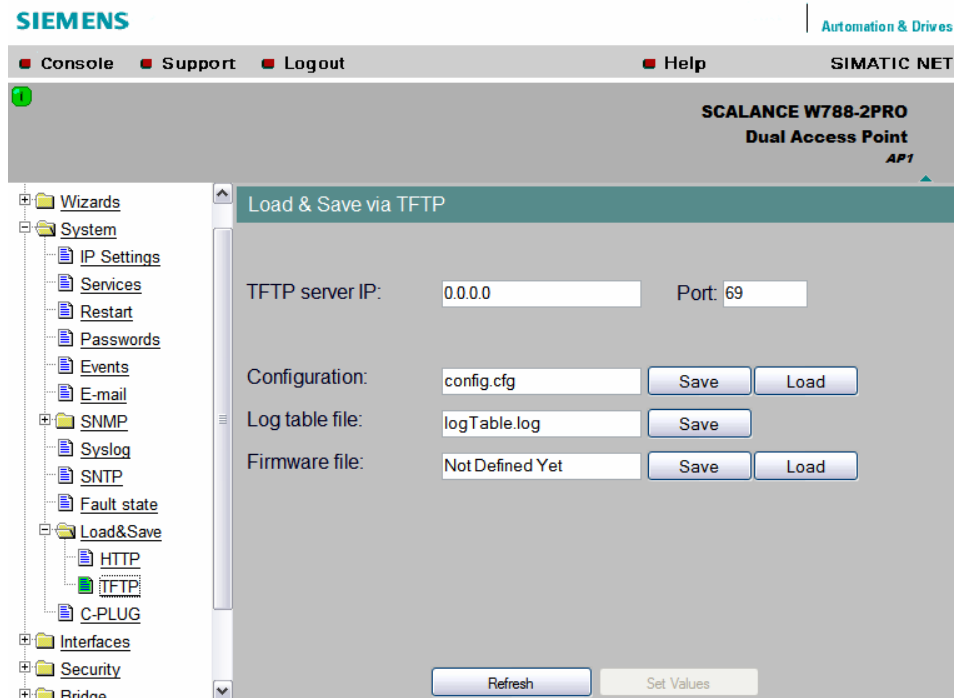 SIEMENS
Automation & Drives
Console Support Logout Help SIMATIC NET
SCALANCE W788-2PRO
Dual Access Point
AP1
Wizards
System
IP Settings
Services
Restart
Passwords
Events
E-mail
SNMP
Syslog
SNTP
Fault state
Load&Save
HTTP
TFTP
C-PLUG
Interfaces
Security
Bridge
Load & Save via TFTP
TFTP server IP: 0.0.0.0 Port: 69
Configuration: config.cfg Save Load
Log table file: logTable.log Save
Firmware file: Not Defined Yet Save Load
Refresh Set Values